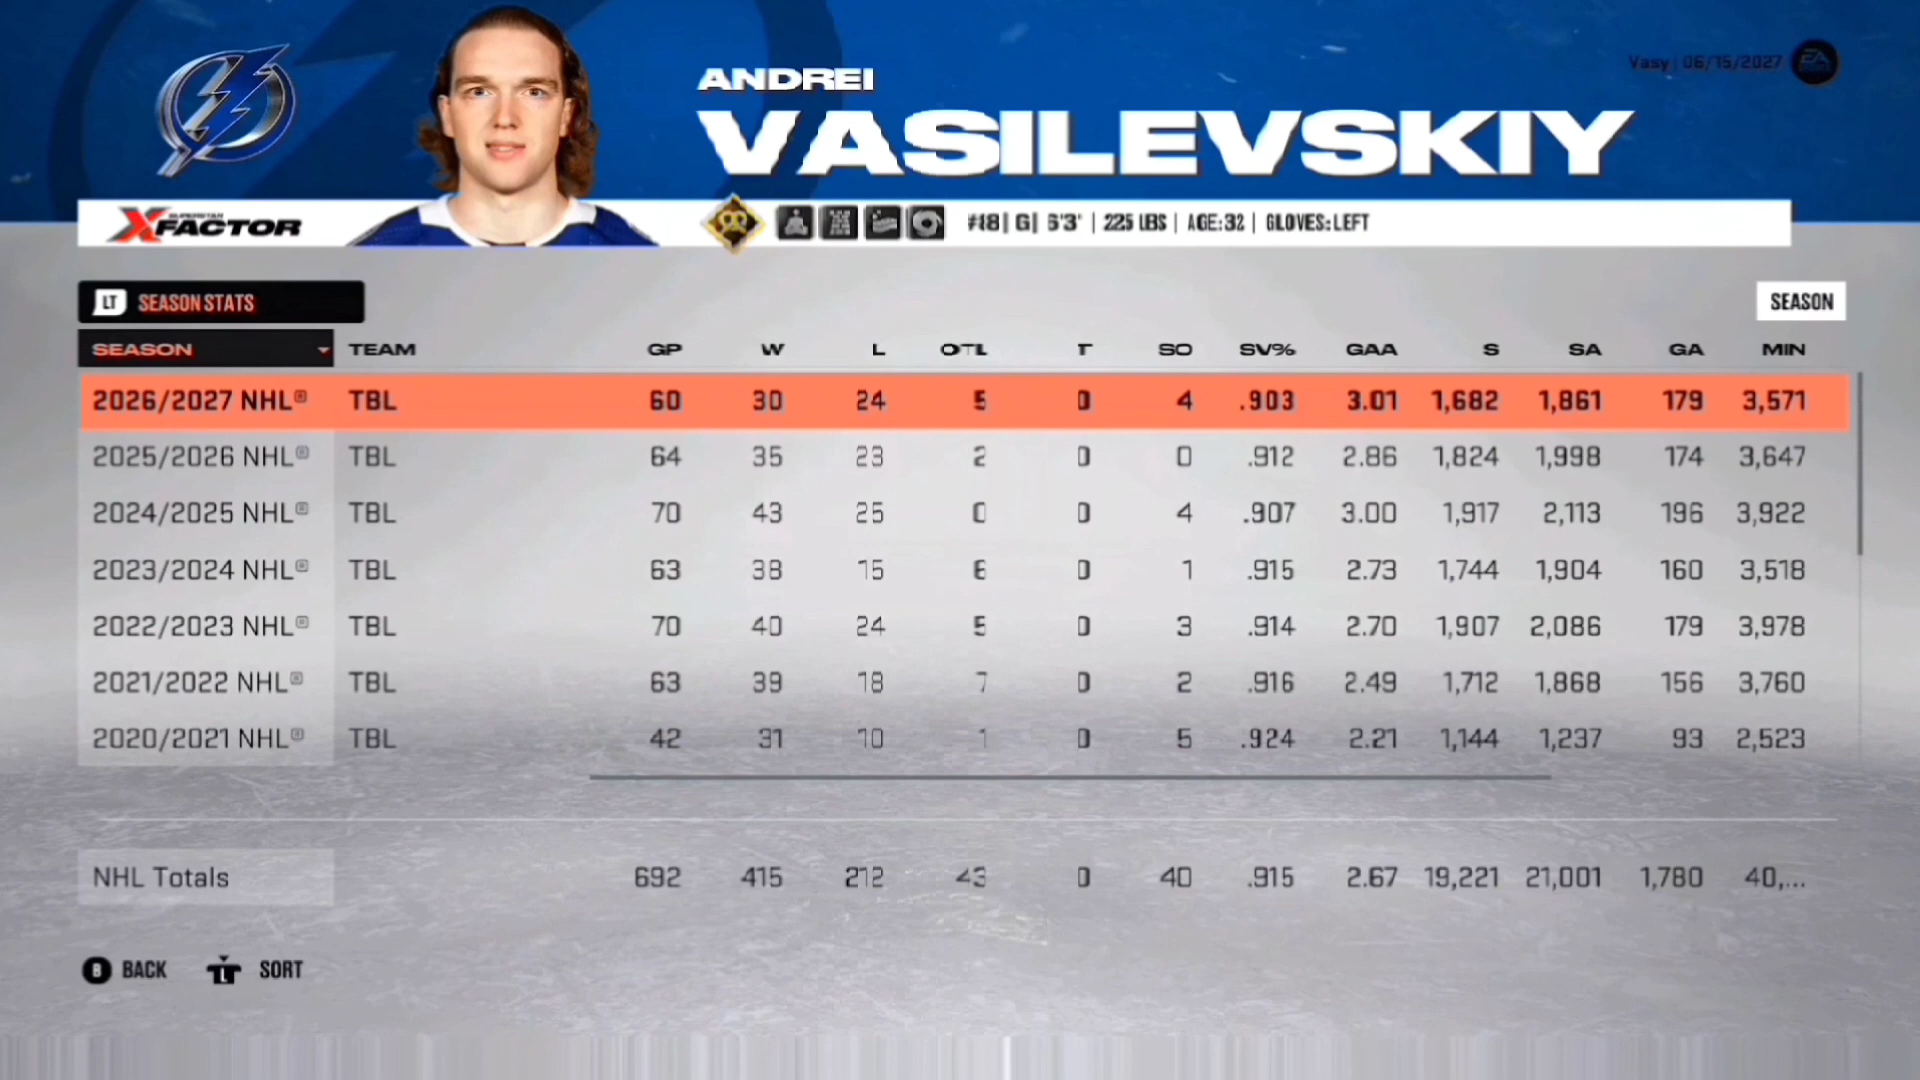 Vasy | 06/15/2027 EA
ANDREI
VASILEVSKIY
SUPERSTAR
X FACTOR
#18 | G | 6'3' | 225 LBS | AGE:32 | GLOVES:LEFT
LT SEASON STATS
SEASON
SEASON TEAM GP W L OTL T SO SV% GAA S SA GA MIN
2026/2027 NHL® TBL 60 30 24 5 0 4 .903 3.01 1,682 1,861 179 3,571
2025/2026 NHL® TBL 64 35 23 2 0 0 .912 2.86 1,824 1,998 174 3,647
2024/2025 NHL® TBL 70 43 25 0 0 4 .907 3.00 1,917 2,113 196 3,922
2023/2024 NHL® TBL 63 38 15 6 0 1 .915 2.73 1,744 1,904 160 3,518
2022/2023 NHL® TBL 70 40 24 5 0 3 .914 2.70 1,907 2,086 179 3,978
2021/2022 NHL® TBL 63 39 18 7 0 2 .916 2.49 1,712 1,868 156 3,760
2020/2021 NHL® TBL 42 31 10 1 0 5 .924 2.21 1,144 1,237 93 2,523
NHL Totals 692 415 212 43 0 40 .915 2.67 19,221 21,001 1,780 40,...
B BACK L SORT